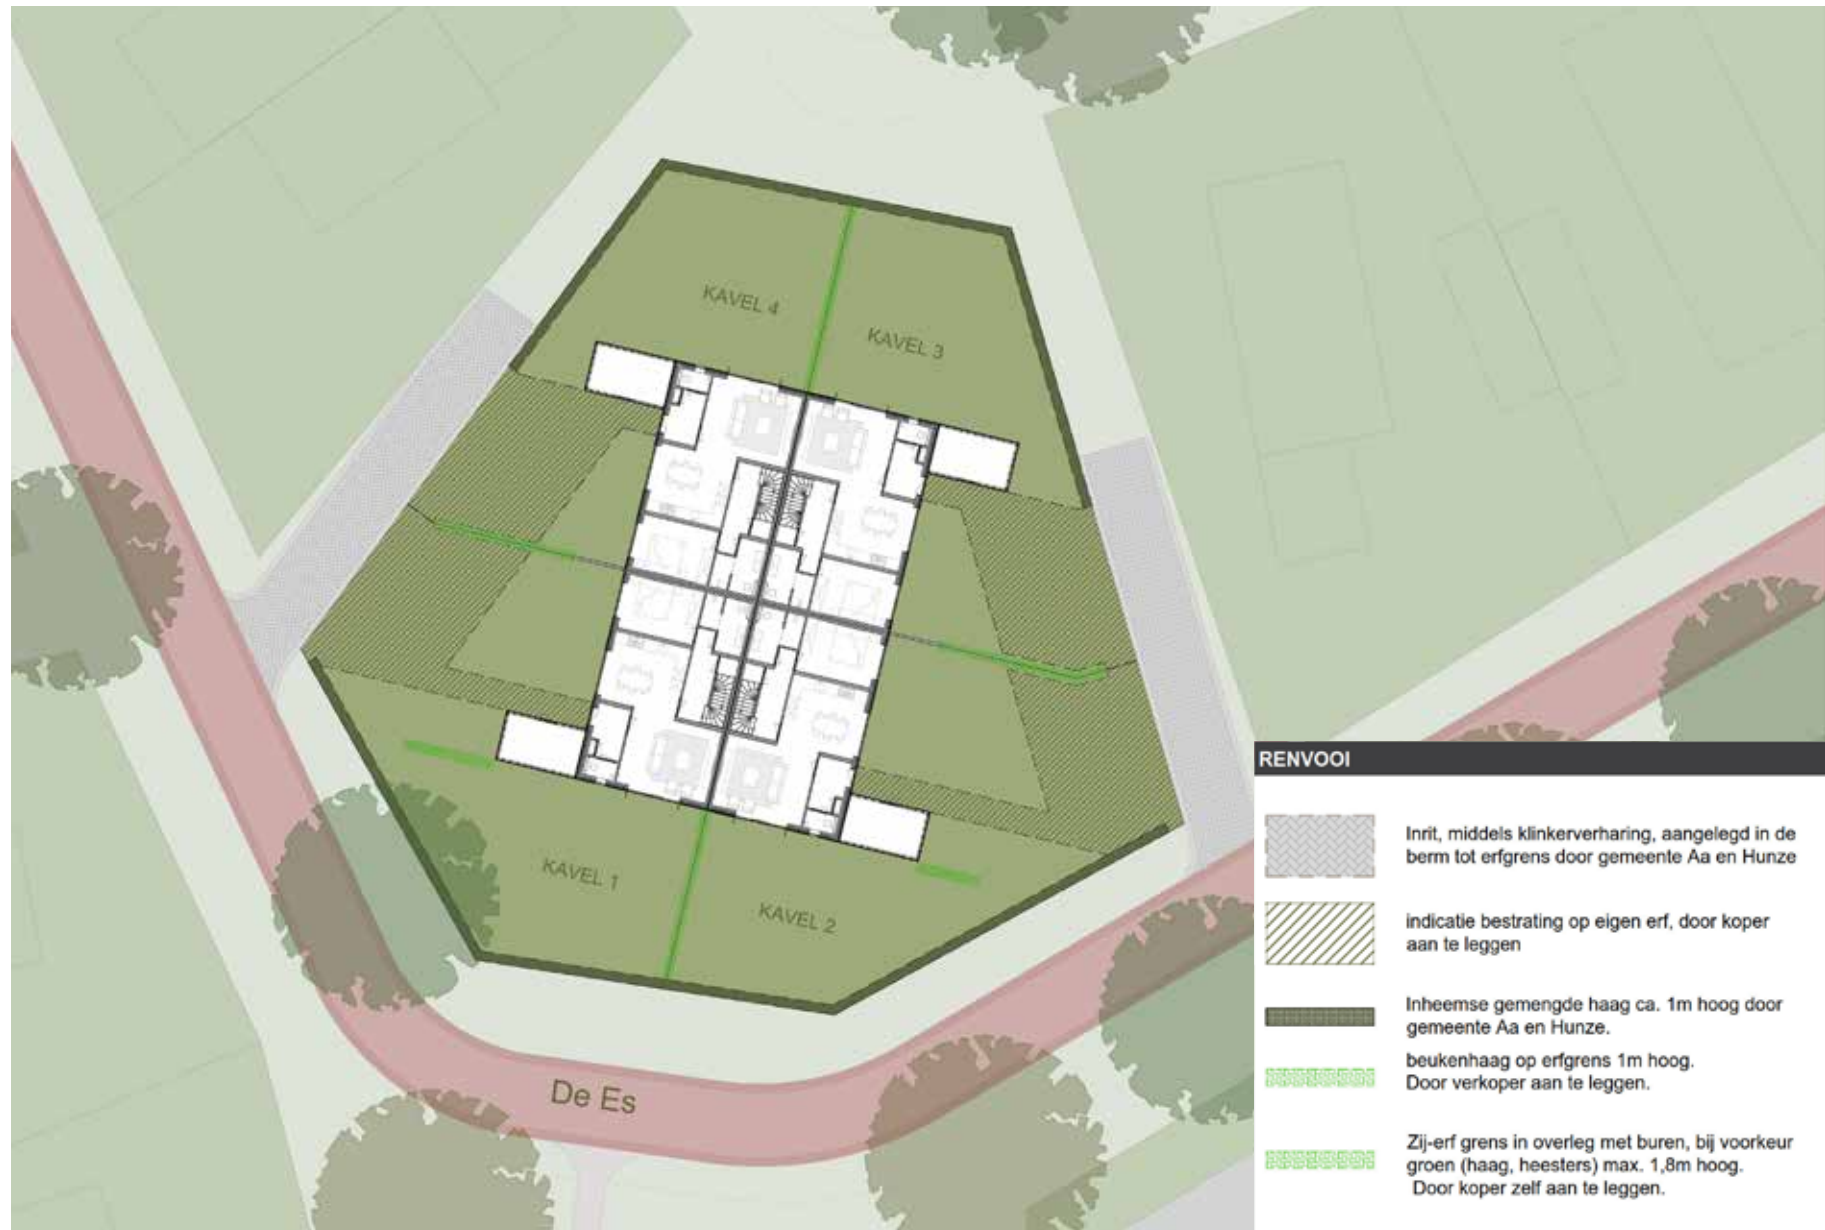 KAVEL 4
KAVEL 3
KAVEL 1
KAVEL 2
De Es
RENVOOI
Inrit, middels klinkerverharing, aangelegd in de
berm tot erfgrens door gemeente Aa en Hunze
indicatie bestrating op eigen erf, door koper
aan te leggen
Inheemse gemengde haag ca. 1m hoog door
gemeente Aa en Hunze.
beukenhaag op erfgrens 1m hoog.
Door verkoper aan te leggen.
Zij-erf grens in overleg met buren, bij voorkeur
groen (haag, heesters) max. 1,8m hoog.
Door koper zelf aan te leggen.